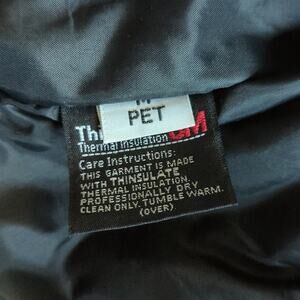 M
PET
Thi
3M
Thermal Insulation
Care Instructions:
THIS GARMENT IS MADE
WITH THINSULATE
THERMAL INSULATION.
PROFESSIONALLY DRY
CLEAN ONLY. TUMBLE WARM.
(OVER)